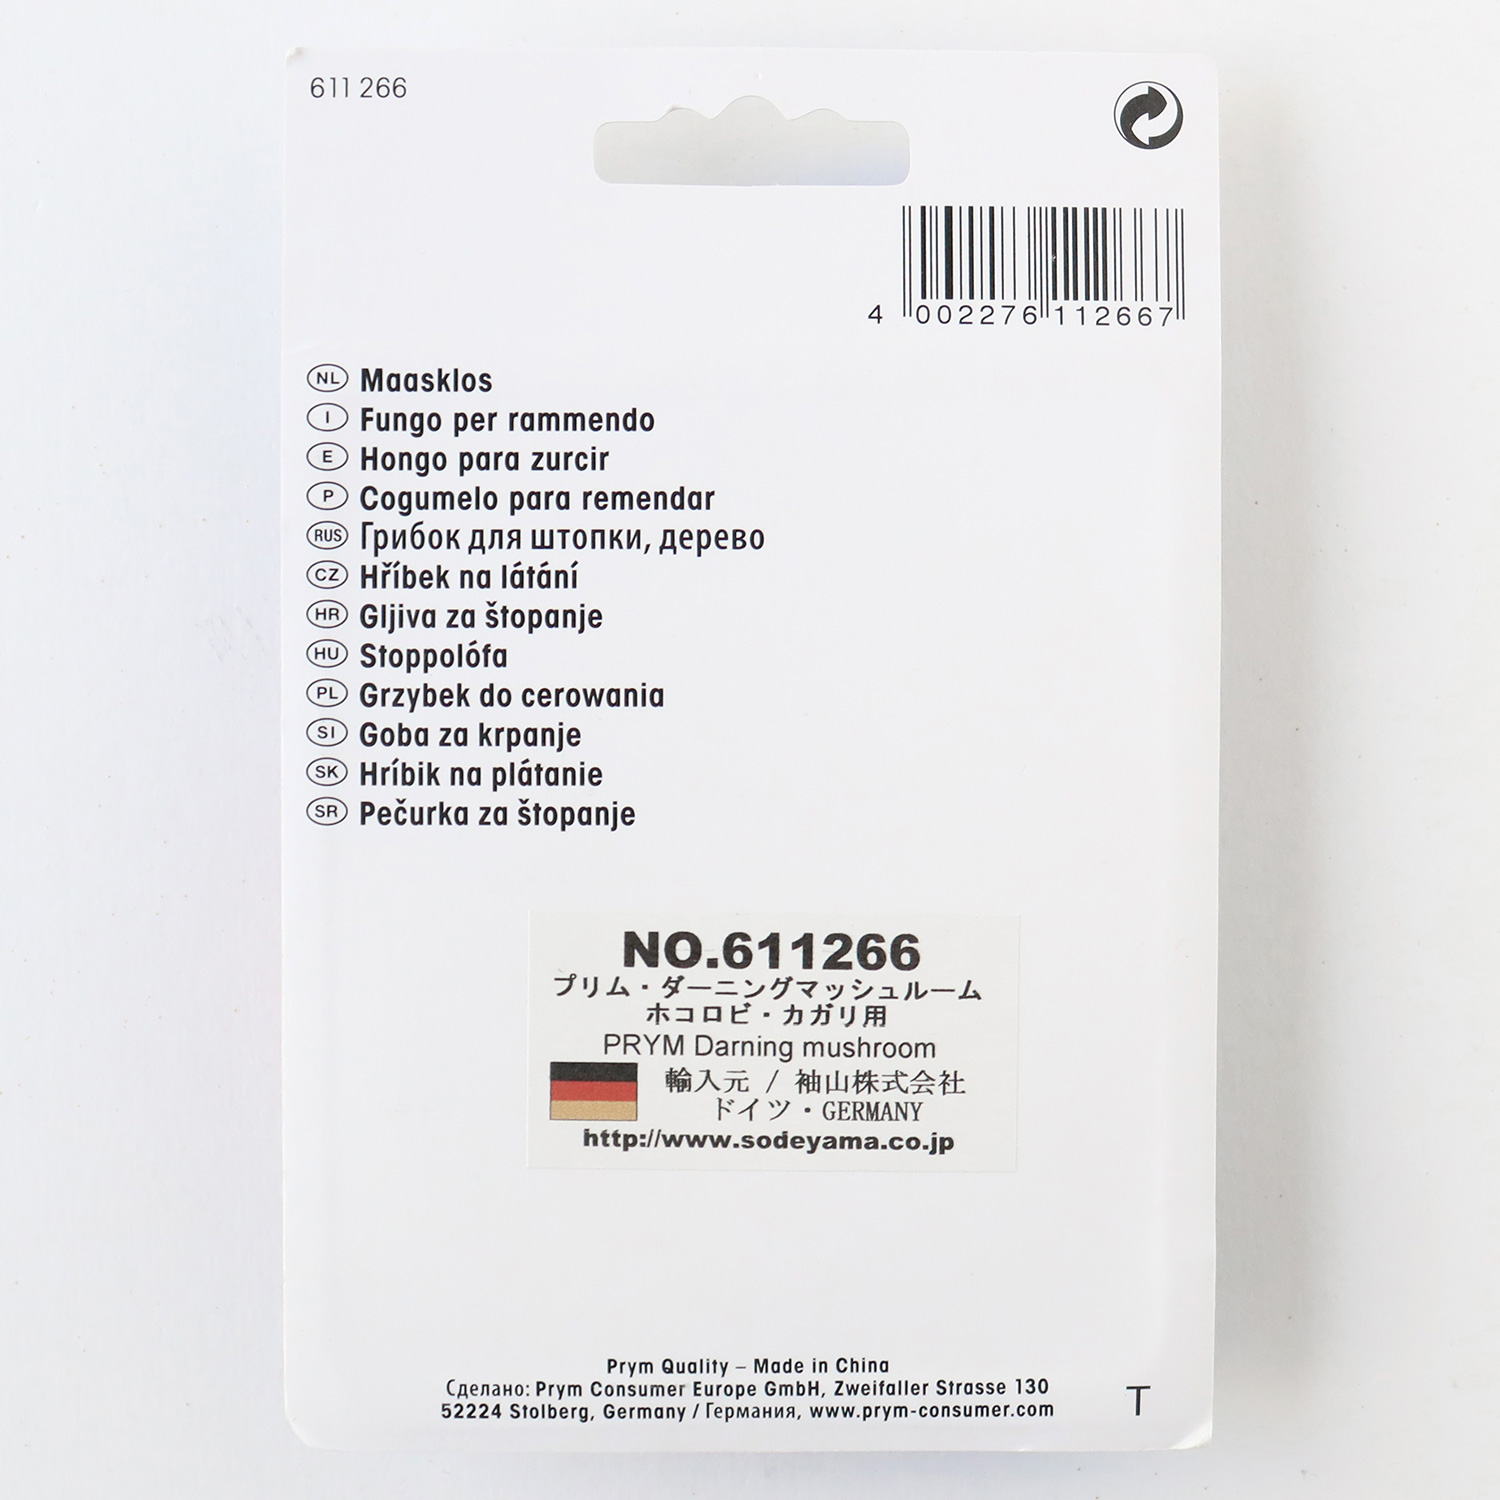 611 266
4 002276 112667
NL Maasklos
I Fungo per rammendo
E Hongo para zurcir
P Cogumelo para remendar
RUS Грибок для штопки, дерево
CZ Hříbek na látání
HR Gljiva za štopanje
HU Stoppolófa
PL Grzybek do cerowania
SI Goba za krpanje
SK Hríbik na plátanie
SR Pečurka za štopanje
NO.611266
プリム・ダーニングマッシュルーム
ホコロビ・カガリ用
PRYM Darning mushroom
輸入元 / 袖山株式会社
ドイツ・GERMANY
http://www.sodeyama.co.jp
Prym Quality – Made in China
Сделано: Prym Consumer Europe GmbH, Zweifaller Strasse 130
52224 Stolberg, Germany / Германия, www.prym-consumer.com
T